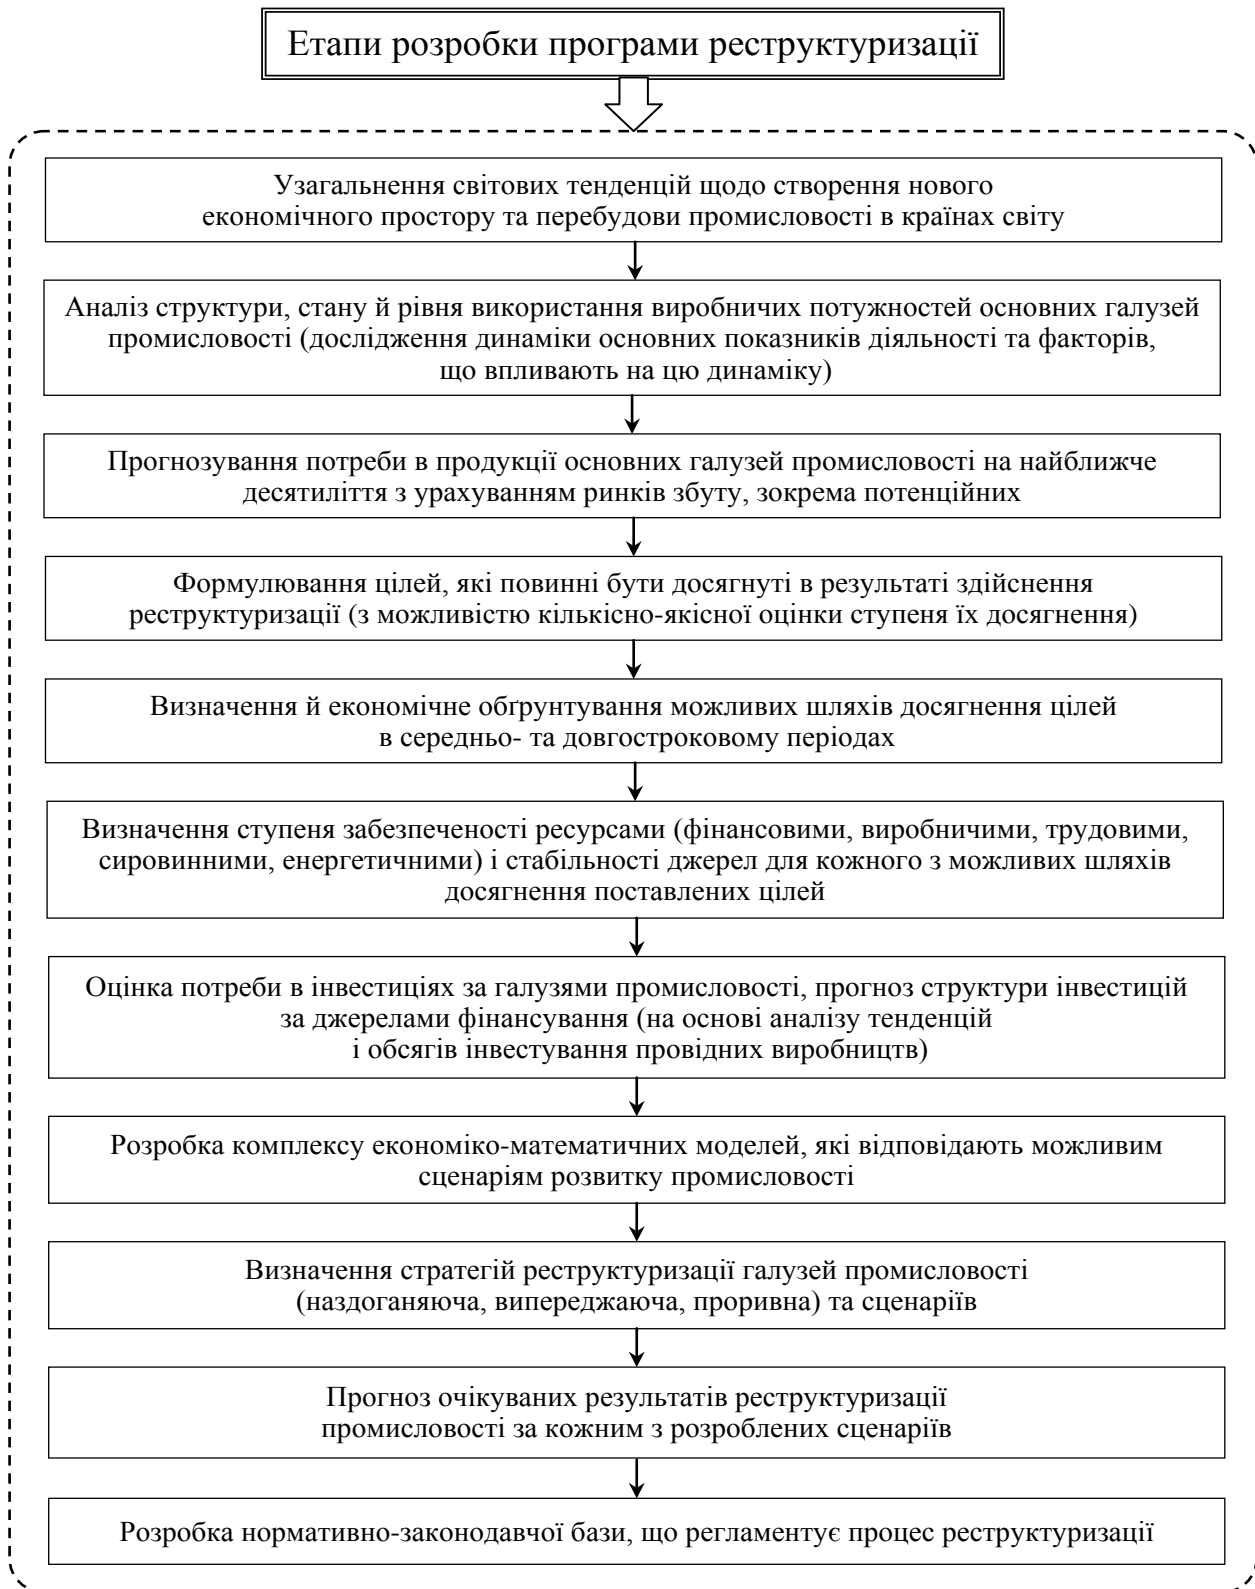 Етапи розробки програми реструктуризації
Узагальнення світових тенденцій щодо створення нового
економічного простору та перебудови промисловості в країнах світу
Аналіз структури, стану й рівня використання виробничих потужностей основних галузей
промисловості (дослідження динаміки основних показників діяльності та факторів,
що впливають на цю динаміку)
Прогнозування потреби в продукції основних галузей промисловості на найближче
десятиліття з урахуванням ринків збуту, зокрема потенційних
Формулювання цілей, які повинні бути досягнуті в результаті здійснення
реструктуризації (з можливістю кількісно-якісної оцінки ступеня їх досягнення)
Визначення й економічне обґрунтування можливих шляхів досягнення цілей
в середньо- та довгостроковому періодах
Визначення ступеня забезпеченості ресурсами (фінансовими, виробничими, трудовими,
сировинними, енергетичними) і стабільності джерел для кожного з можливих шляхів
досягнення поставлених цілей
Оцінка потреби в інвестиціях за галузями промисловості, прогноз структури інвестицій
за джерелами фінансування (на основі аналізу тенденцій
і обсягів інвестування провідних виробництв)
Розробка комплексу економіко-математичних моделей, які відповідають можливим
сценаріям розвитку промисловості
Визначення стратегій реструктуризації галузей промисловості
(наздоганяюча, випереджаюча, проривна) та сценаріїв
Прогноз очікуваних результатів реструктуризації
промисловості за кожним з розроблених сценаріїв
Розробка нормативно-законодавчої бази, що регламентує процес реструктуризації